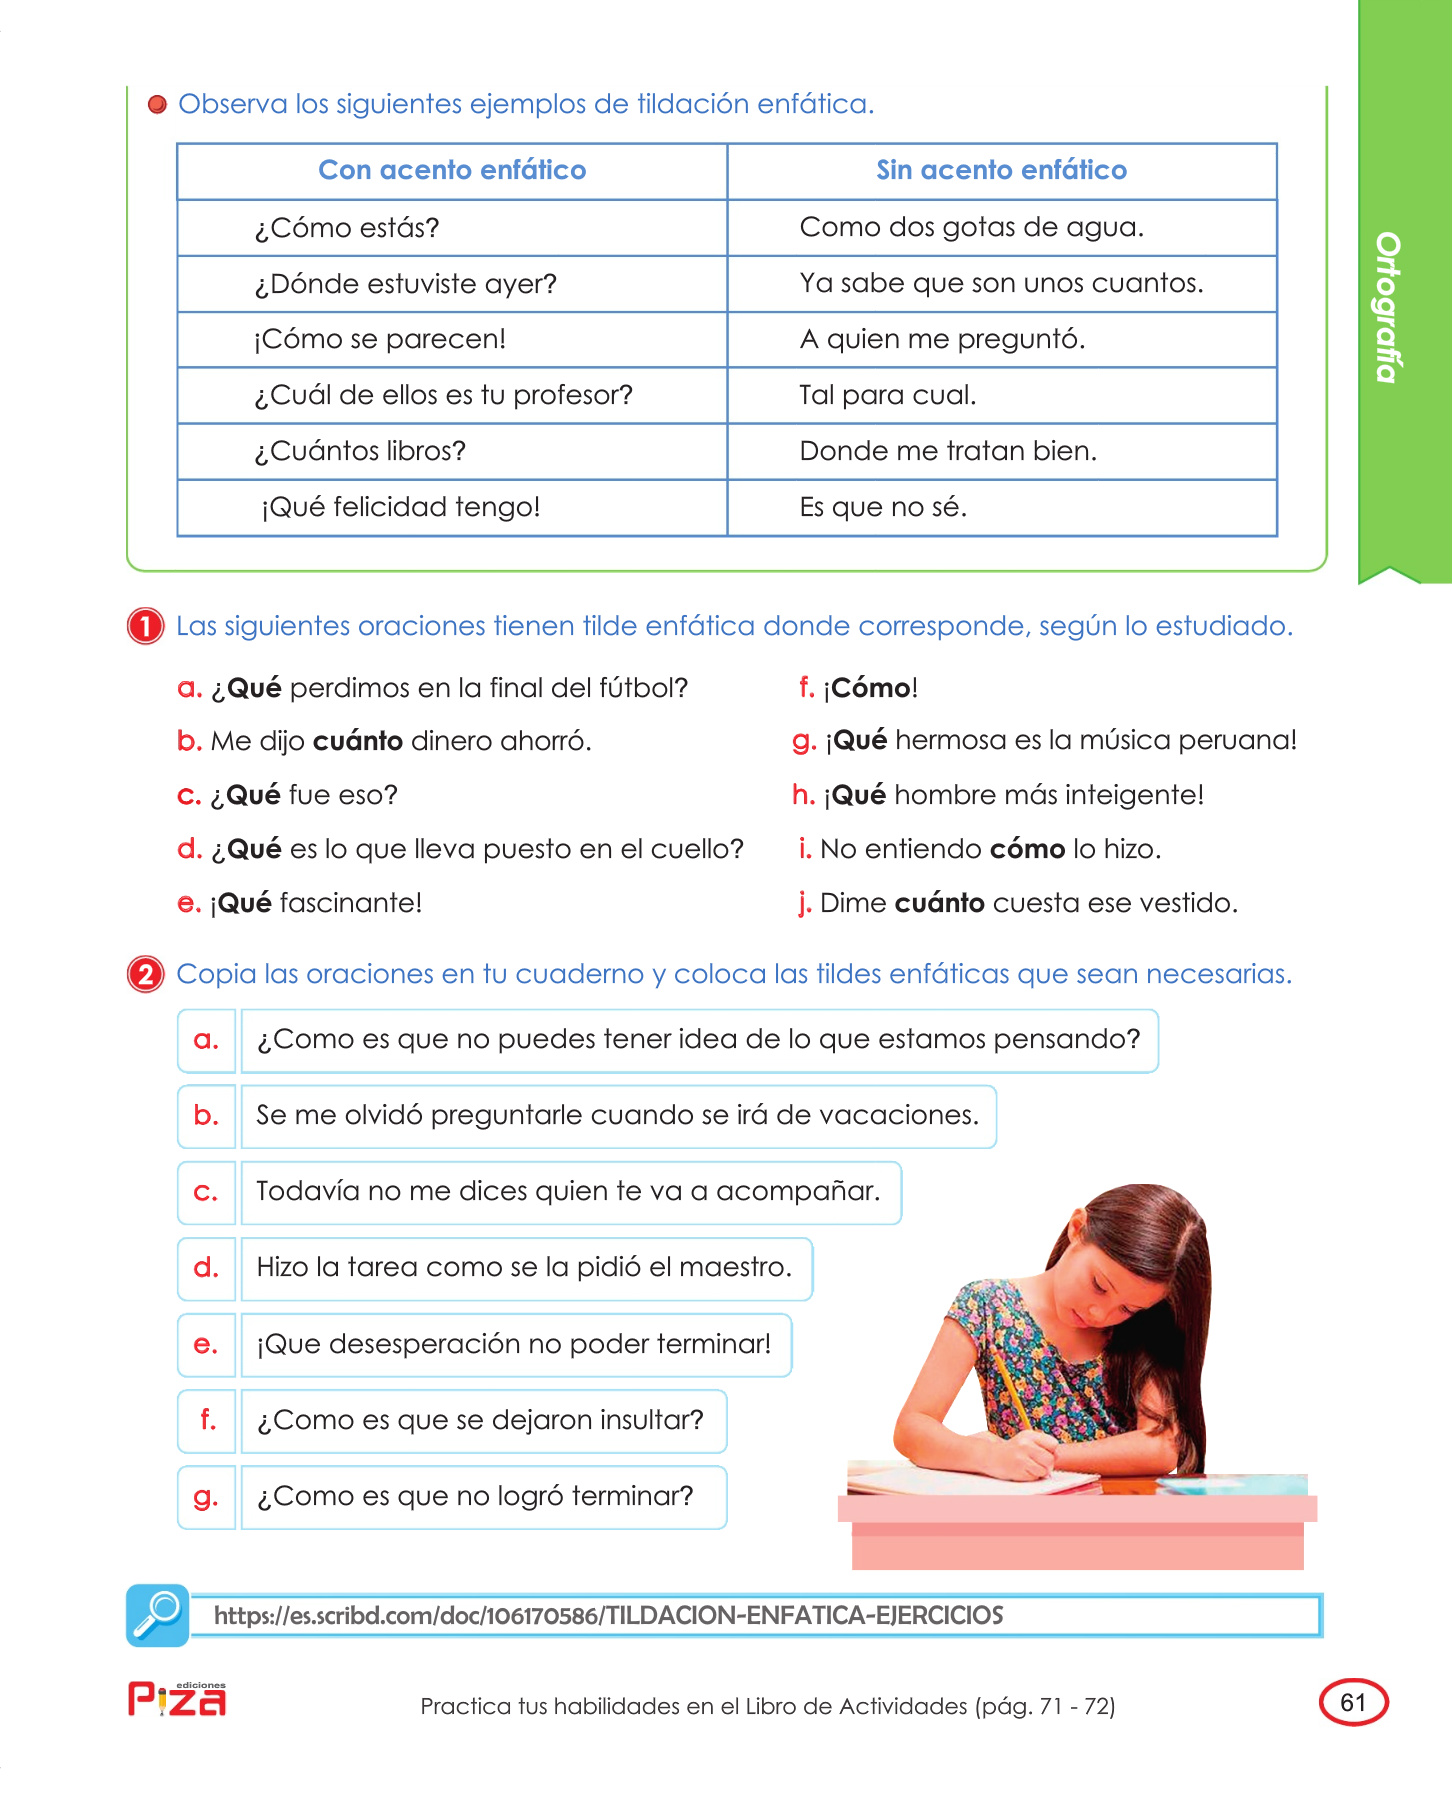 Observa los siguientes ejemplos de tildación enfática.
Con acento enfático
Sin acento enfático
¿Cómo estás?
Como dos gotas de agua.
¿Dónde estuviste ayer?
Ya sabe que son unos cuantos.
¡Cómo se parecen!
A quien me preguntó.
¿Cuál de ellos es tu profesor?
Tal para cual.
¿Cuántos libros?
Donde me tratan bien.
¡Qué felicidad tengo!
Es que no sé.
Ortografía
1 Las siguientes oraciones tienen tilde enfática donde corresponde, según lo estudiado.
a. ¿Qué perdimos en la final del fútbol?
b. Me dijo cuánto dinero ahorró.
c. ¿Qué fue eso?
d. ¿Qué es lo que lleva puesto en el cuello?
e. ¡Qué fascinante!
f. ¡Cómo!
g. ¡Qué hermosa es la música peruana!
h. ¡Qué hombre más inteigente!
i. No entiendo cómo lo hizo.
j. Dime cuánto cuesta ese vestido.
2 Copia las oraciones en tu cuaderno y coloca las tildes enfáticas que sean necesarias.
a. ¿Como es que no puedes tener idea de lo que estamos pensando?
b. Se me olvidó preguntarle cuando se irá de vacaciones.
c. Todavía no me dices quien te va a acompañar.
d. Hizo la tarea como se la pidió el maestro.
e. ¡Que desesperación no poder terminar!
f. ¿Como es que se dejaron insultar?
g. ¿Como es que no logró terminar?
https://es.scribd.com/doc/106170586/TILDACION-ENFATICA-EJERCICIOS
ediciones
Piza
Practica tus habilidades en el Libro de Actividades (pág. 71 - 72)
61